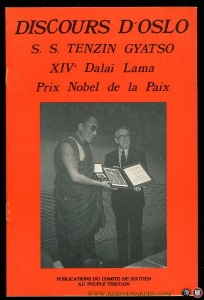 DISCOURS D'OSLO
S. S. TENZIN GYATSO
XIVe Dalaï Lama
Prix Nobel de la Paix
PUBLICATIONS DU COMITE DE SOUTIEN
AU PEUPLE TIBETAIN